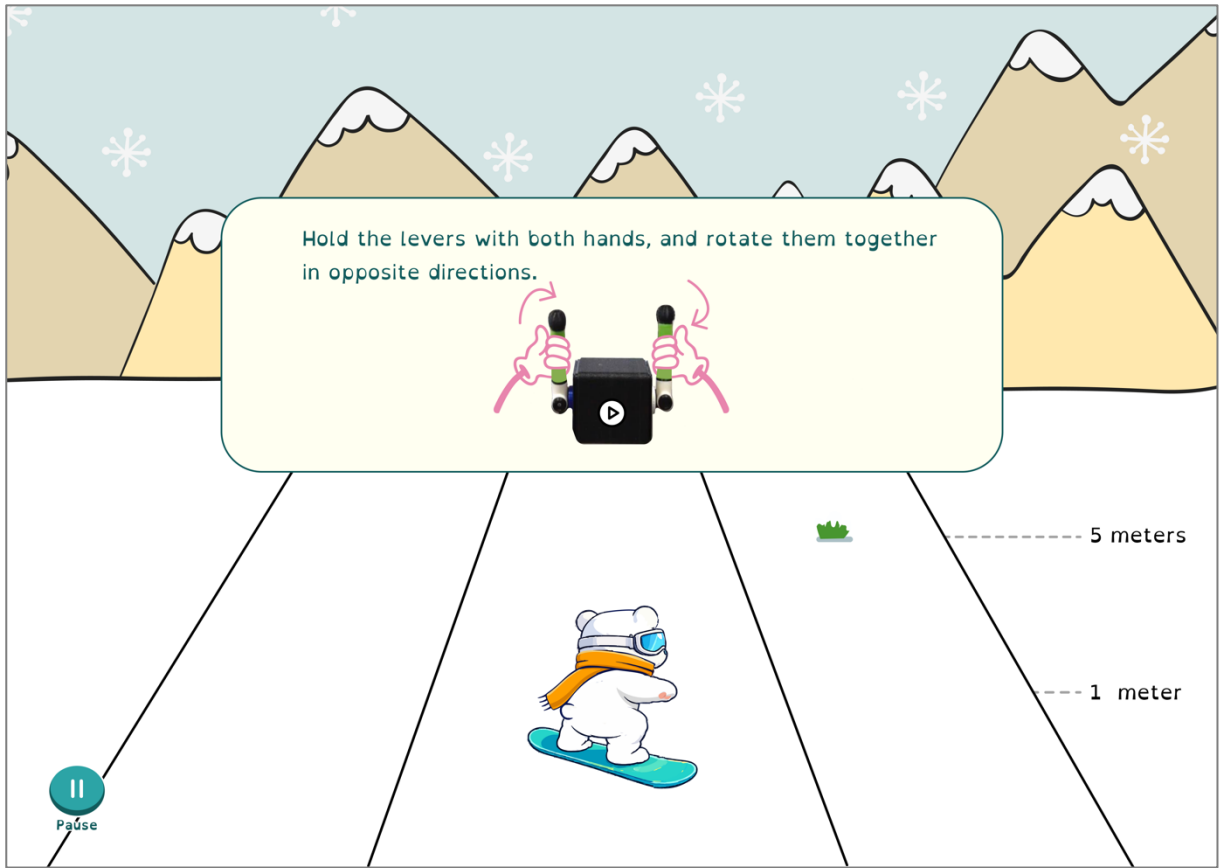 Hold the levers with both hands, and rotate them together
in opposite directions.
5 meters
1 meter
Pause